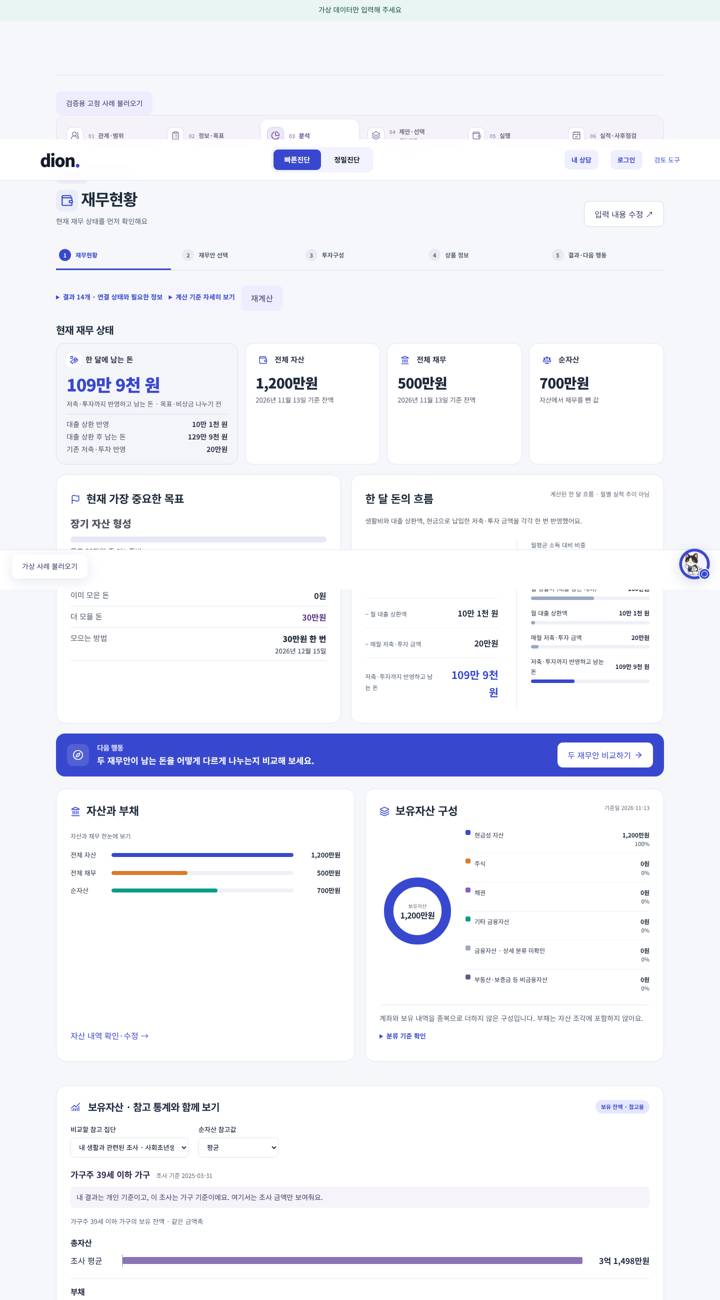 가상 데이터만 입력해 주세요
검증용 고정 사례 불러오기
01 관계·범위
02 정보·목표
03 분석
04 제안·선택
05 실행
06 실적·사후점검
dion.
빠른진단
정밀진단
내 상담
로그인
검토 도구
재무현황
현재 재무 상태를 먼저 확인해요
입력 내용 수정 ↗
1 재무현황
2 재무안 선택
3 투자구성
4 상품 정보
5 결과·다음 행동
▶ 결과 14개 · 연결 상태와 필요한 정보
▶ 계산 기준 자세히 보기
재계산
현재 재무 상태
한 달에 남는 돈
109만 9천 원
저축·투자까지 반영하고 남는 돈 · 목표·비상금 나누기 전
대출 상환 반영 10만 1천 원
대출 상환 후 남는 돈 129만 9천 원
기존 저축·투자 반영 20만원
전체 자산
1,200만원
2026년 11월 13일 기준 잔액
전체 채무
500만원
2026년 11월 13일 기준 잔액
순자산
700만원
자산에서 채무를 뺀 값
현재 가장 중요한 목표
장기 자산 형성
가상 사례 불러오기
이미 모은 돈 0원
더 모을 돈 30만원
모으는 방법 30만원 한 번
2026년 12월 15일
한 달 돈의 흐름
계산된 한 달 흐름 · 월별 실적 추이 아님
생활비와 대출 상환액, 현금으로 납입한 저축·투자 금액을 각각 한 번 반영했어요.
월평균 소득 대비 비중
− 월 대출 상환액 10만 1천 원
− 매월 저축·투자 금액 20만원
저축·투자까지 반영하고 남
는 돈
109만 9천
원
월 대출 상환액 10만 1천 원
매월 저축·투자 금액 20만원
저축·투자까지 반영하고 남는
돈
109만 9천 원
다음 행동
두 재무안이 남는 돈을 어떻게 다르게 나누는지 비교해 보세요.
두 재무안 비교하기 →
자산과 부채
자산과 채무 한눈에 보기
전체 자산 1,200만원
전체 채무 500만원
순자산 700만원
자산 내역 확인·수정 →
보유자산 구성
기준일 2026-11-13
보유자산
1,200만원
현금성 자산 1,200만원
100%
주식 0원
0%
채권 0원
0%
기타 금융자산 0원
0%
금융자산 · 상세 분류 미확인 0원
0%
부동산·보증금 등 비금융자산 0원
0%
계좌와 보유 내역을 중복으로 더하지 않은 구성입니다. 부채는 자산 조각에 포함하지 않아요.
▶ 분류 기준 확인
보유자산 · 참고 통계와 함께 보기
보유 잔액 · 참고용
비교할 참고 집단
순자산 참고값
내 생활과 관련된 조사 · 사회초년생
평균
가구주 39세 이하 가구 조사 기준 2025-03-31
내 결과는 개인 기준이고, 이 조사는 가구 기준이에요. 여기서는 조사 금액만 보여줘요.
가구주 39세 이하 가구의 보유 잔액 · 같은 금액축
총자산
조사 평균 3억 1,498만원
부채